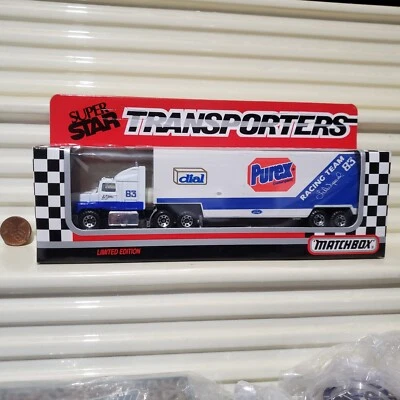 SUPER STAR TRANSPORTERS
dial
Purex
RACING TEAM 83
83
LIMITED EDITION
MATCHBOX